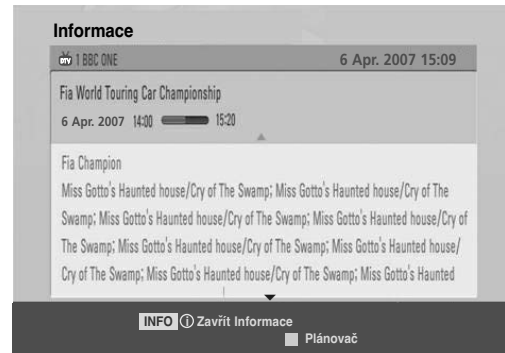 Informace
DTV 1 BBC ONE 6 Apr. 2007 15:09
Fia World Touring Car Championship
6 Apr. 2007 14:00 15:20
Fia Champion
Miss Gotto's Haunted house/Cry of The Swamp; Miss Gotto's Haunted house/Cry of The
Swamp; Miss Gotto's Haunted house/Cry of The Swamp; Miss Gotto's Haunted house/Cry of
The Swamp; Miss Gotto's Haunted house/Cry of The Swamp; Miss Gotto's Haunted house/
Cry of The Swamp; Miss Gotto's Haunted house/Cry of The Swamp; Miss Gotto's Haunted
INFO i Zavřít Informace
Plánovač